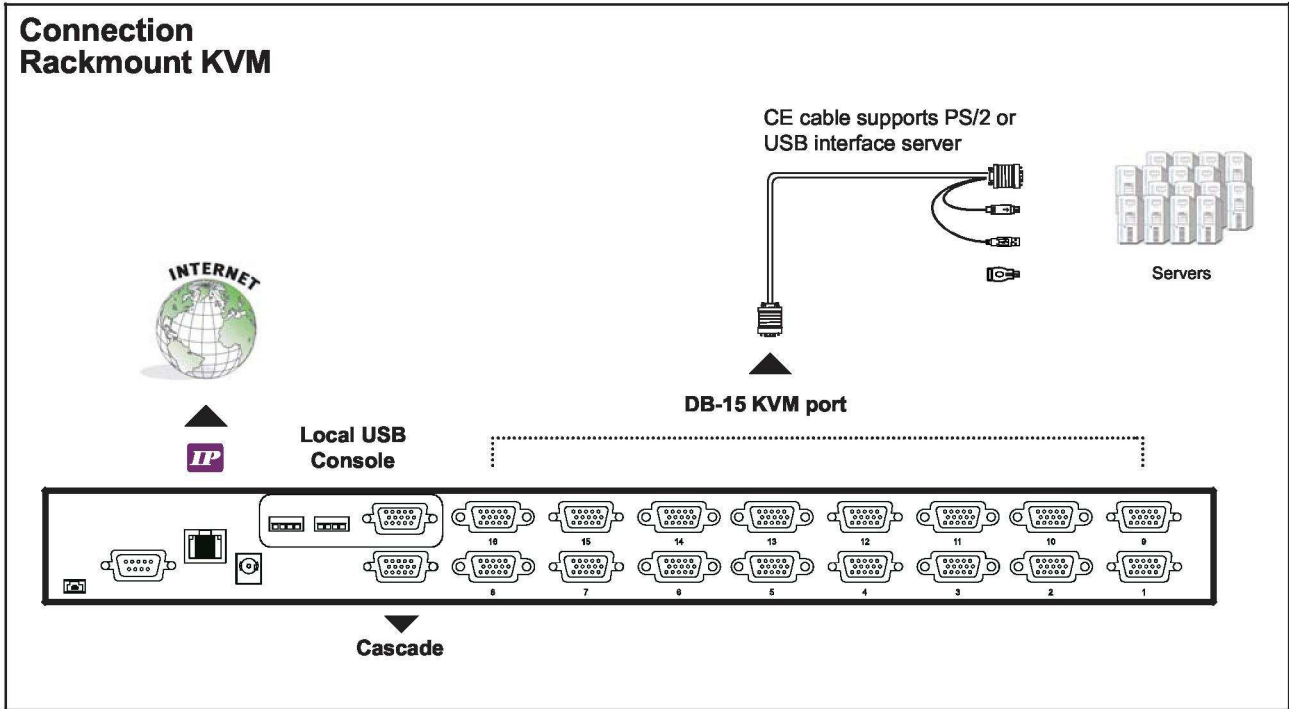 Connection
Rackmount KVM
CE cable supports PS/2 or
USB interface server
Servers
INTERNET
DB-15 KVM port
IP
Local USB
Console
16 15 14 13 12 11 10 9
8 7 6 5 4 3 2 1
Cascade